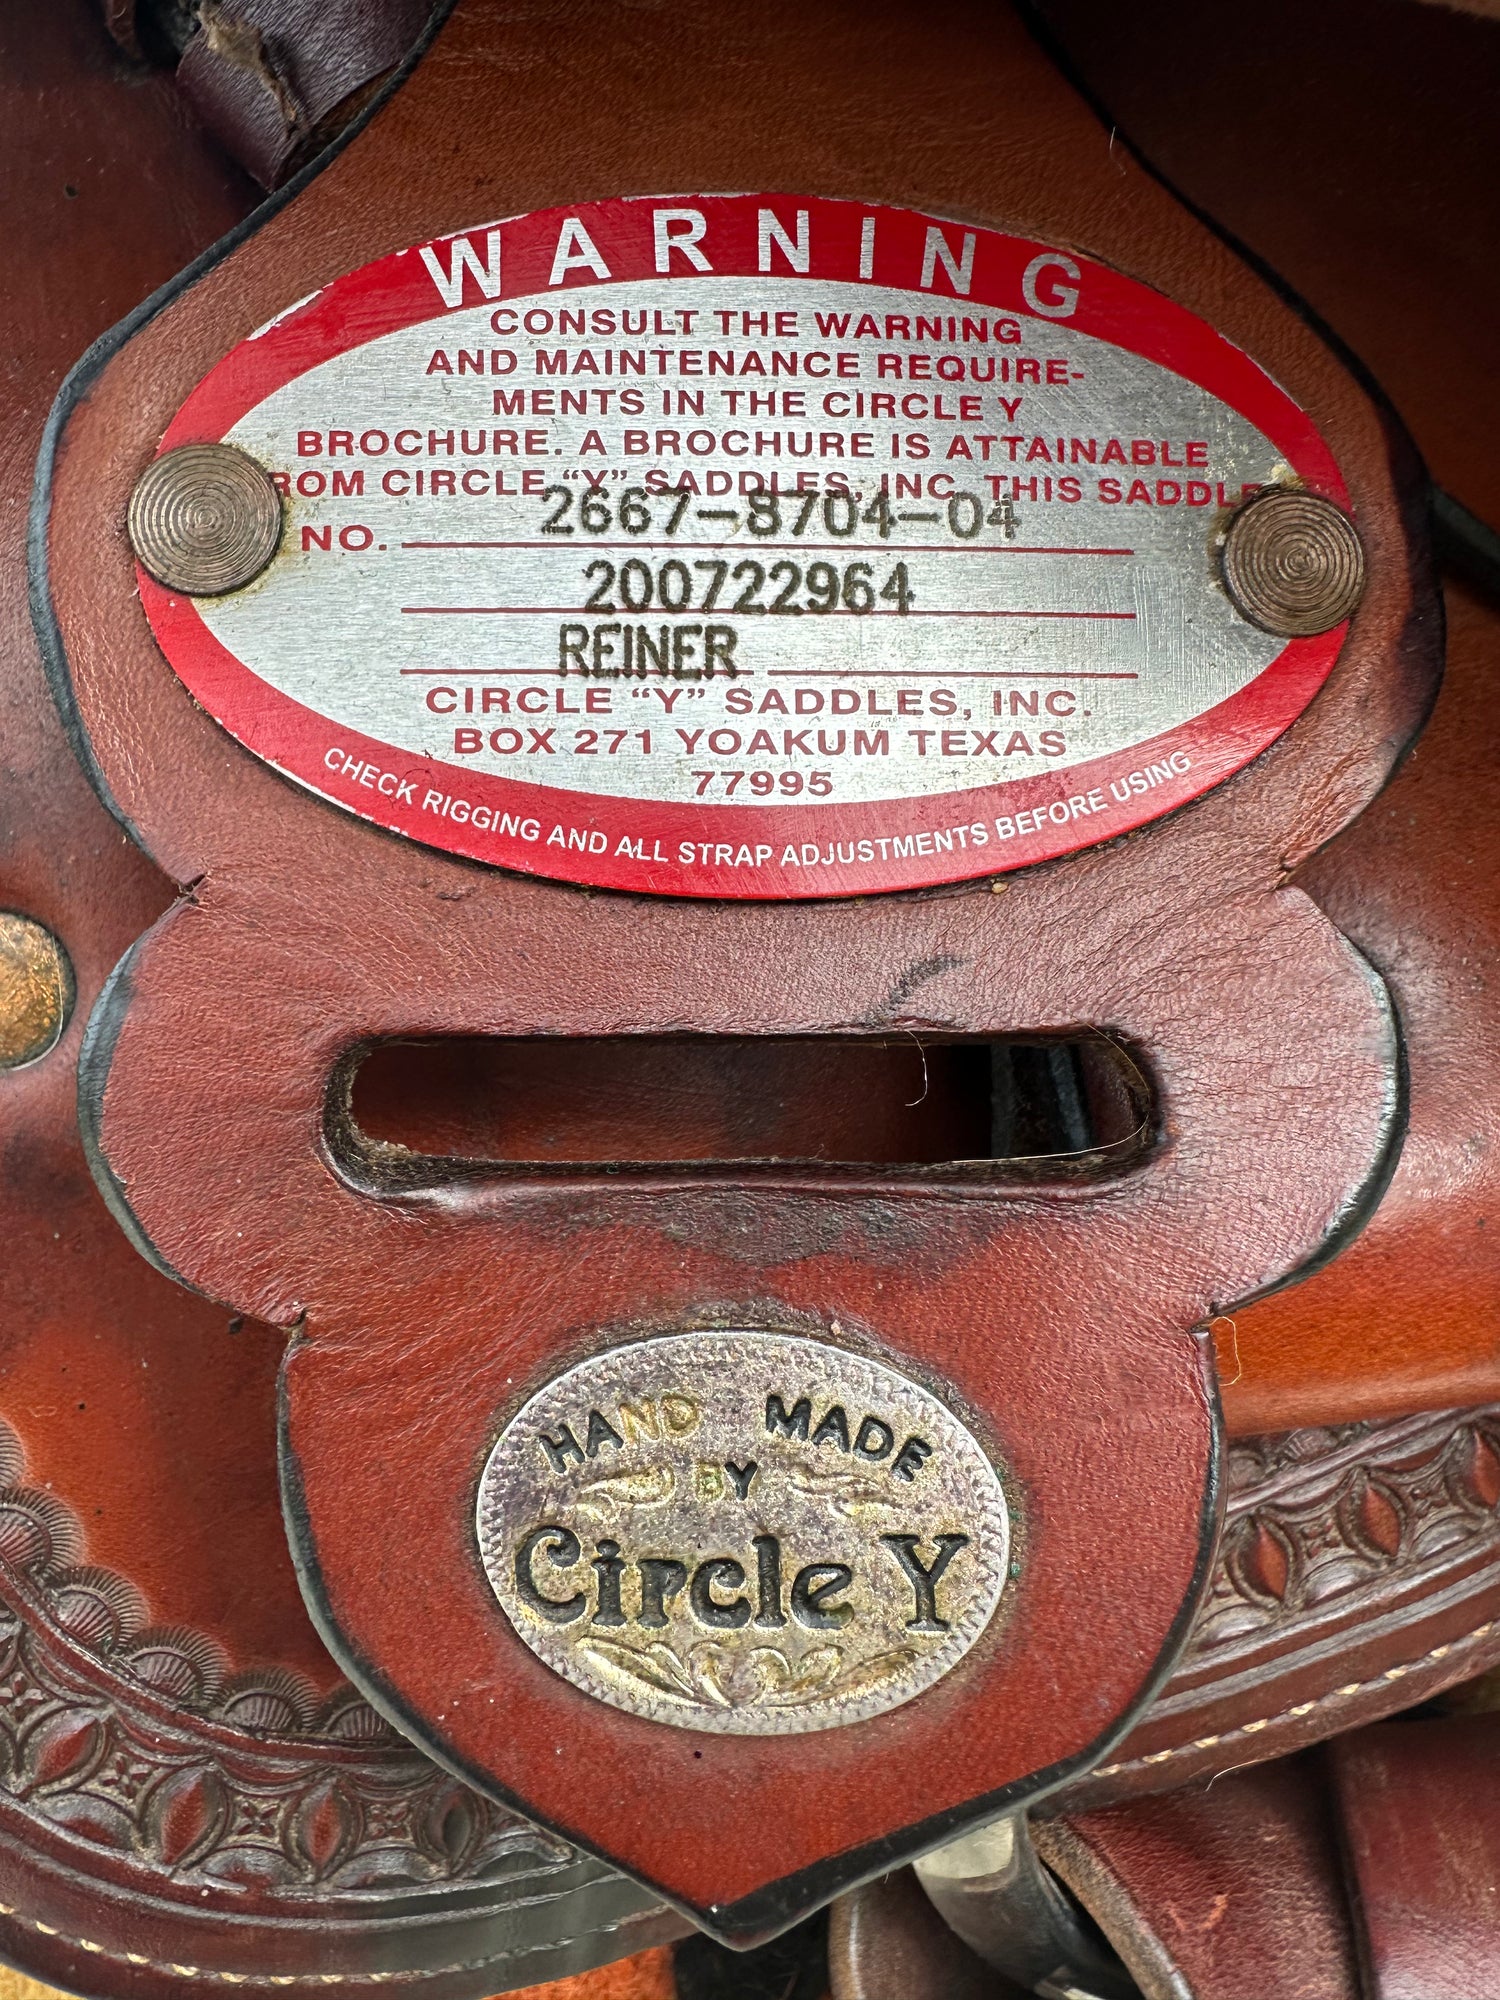 WARNING
CONSULT THE WARNING
AND MAINTENANCE REQUIRE-
MENTS IN THE CIRCLE Y
BROCHURE. A BROCHURE IS ATTAINABLE
ROM CIRCLE "Y" SADDLES, INC. THIS SADDLE
NO. 2667-8704-04
200722964
REINER
CIRCLE "Y" SADDLES, INC.
BOX 271 YOAKUM TEXAS
77995
CHECK RIGGING AND ALL STRAP ADJUSTMENTS BEFORE USING
HAND MADE
BY
Circle Y